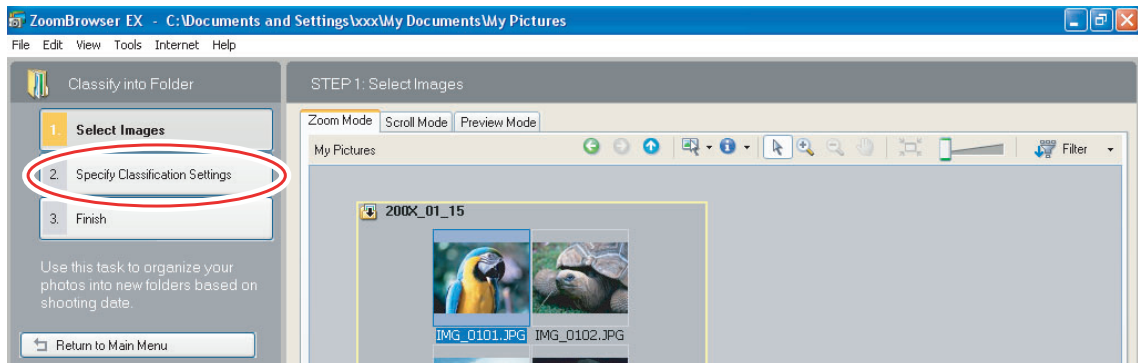 ZoomBrowser EX - C:\Documents and Settings\xxx\My Documents\My Pictures
File Edit View Tools Internet Help
Classify into Folder
STEP 1: Select Images
1. Select Images
2. Specify Classification Settings
3. Finish
Use this task to organize your
photos into new folders based on
shooting date.
Return to Main Menu
Zoom Mode Scroll Mode Preview Mode
My Pictures
Filter
200X_01_15
IMG_0101.JPG IMG_0102.JPG